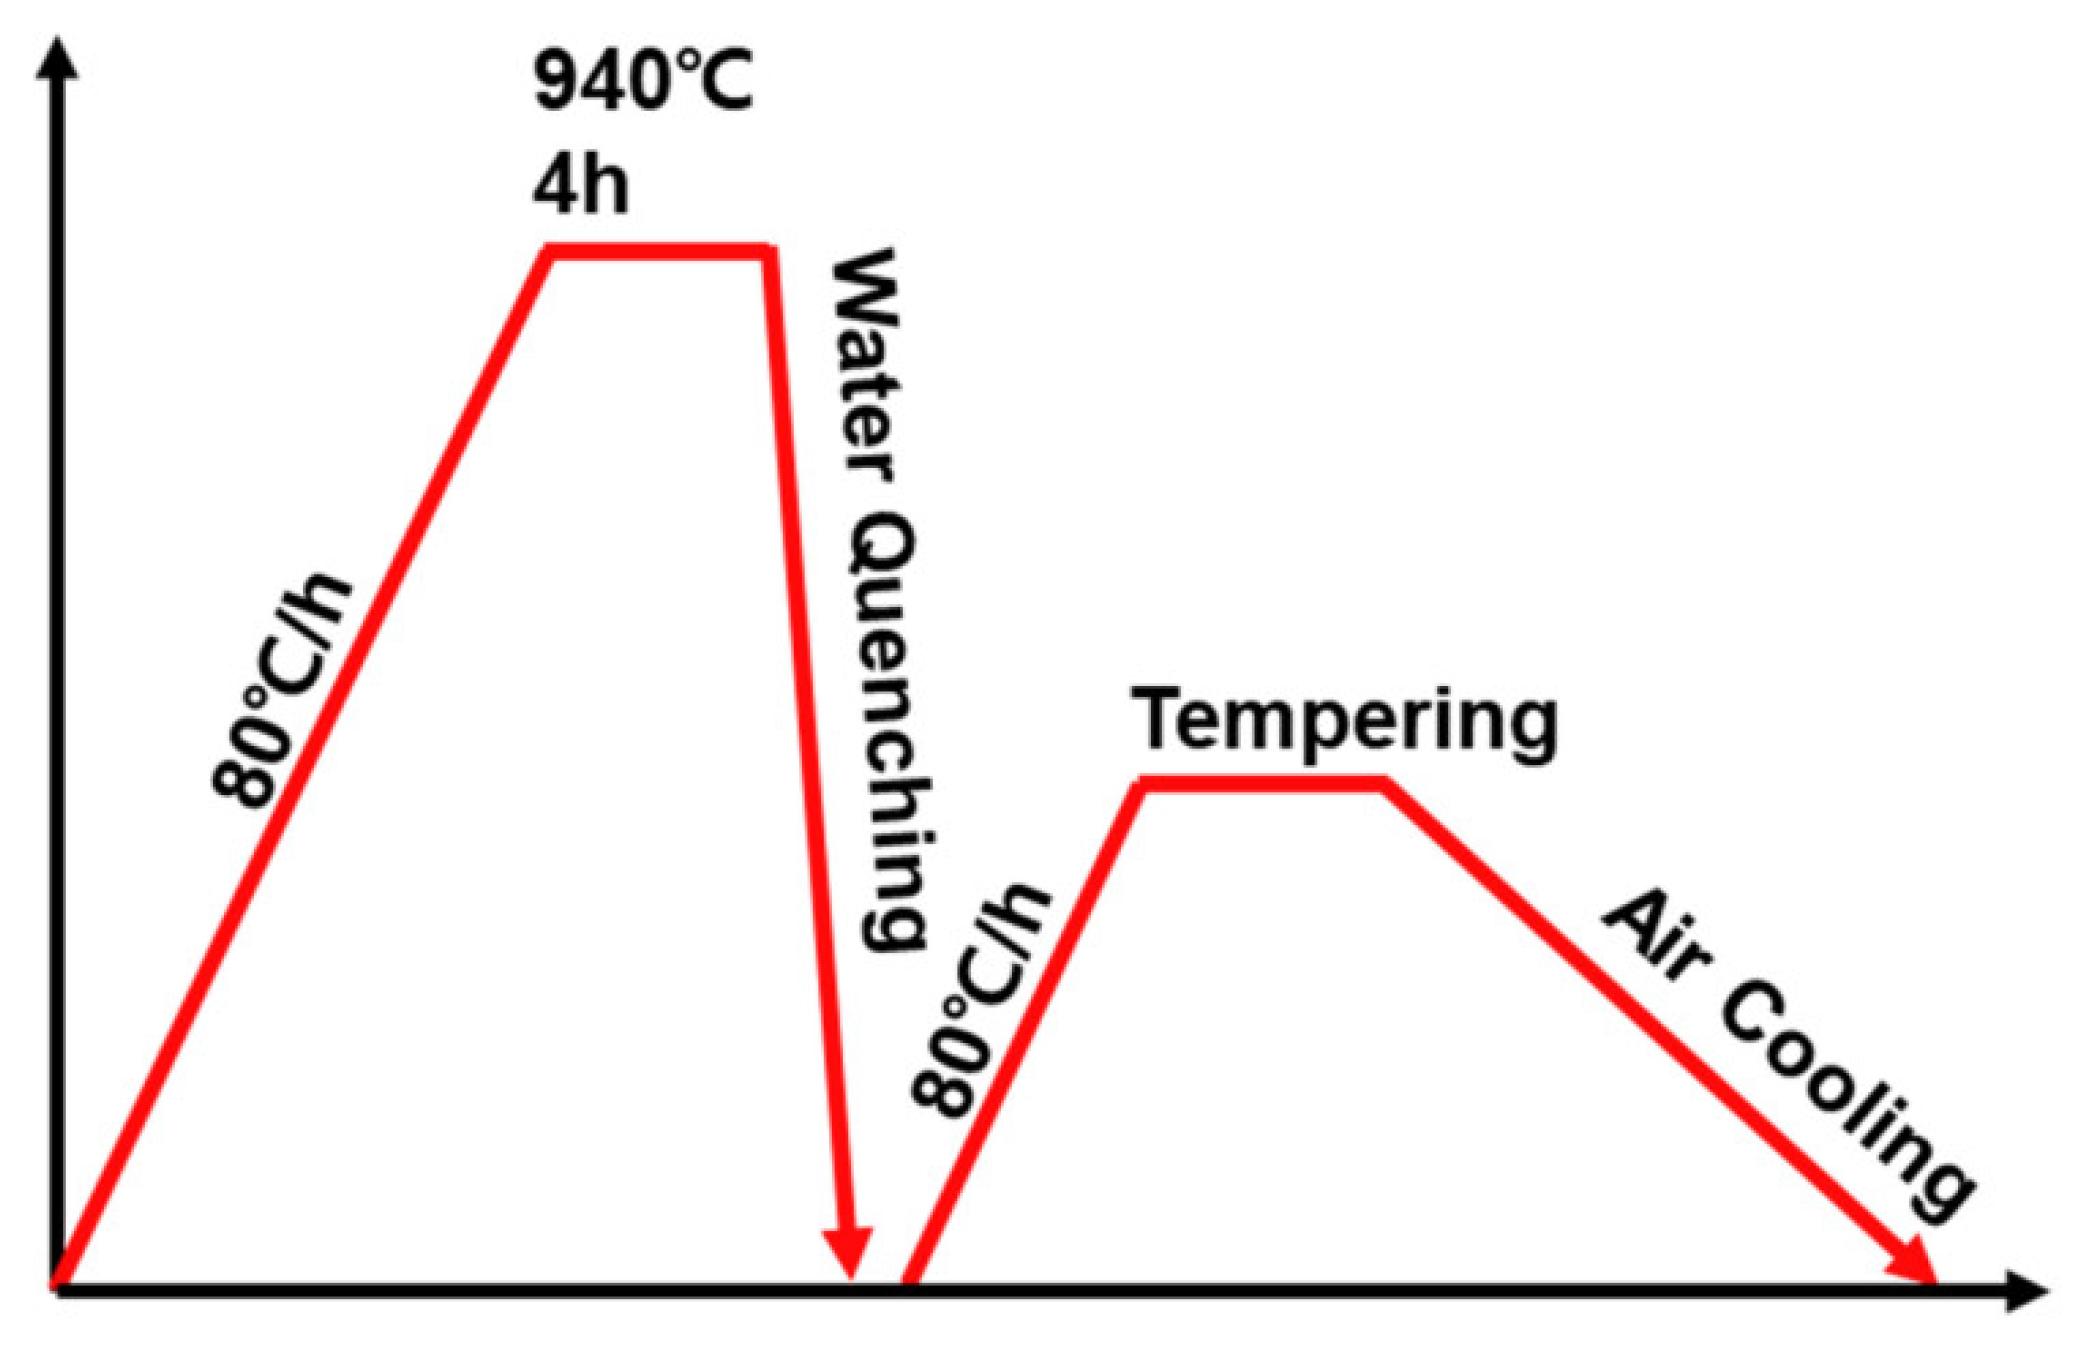 940℃
4h
80℃/h
Water Quenching
Tempering
80℃/h
Air Cooling